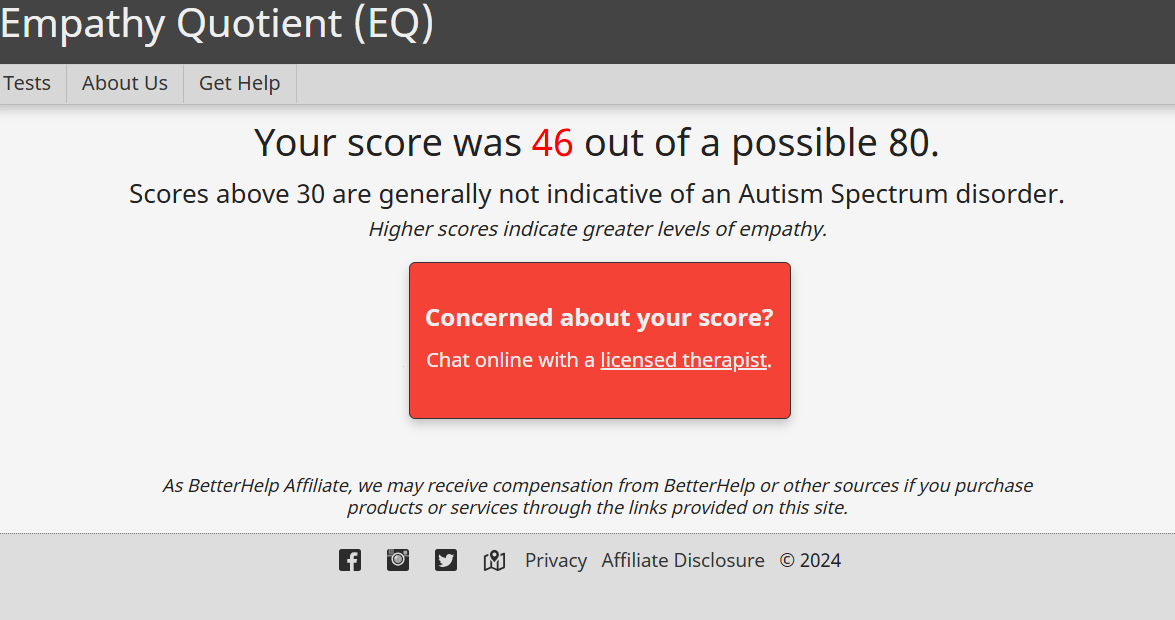 Empathy Quotient (EQ)
Tests About Us Get Help
Your score was 46 out of a possible 80.
Scores above 30 are generally not indicative of an Autism Spectrum disorder.
Higher scores indicate greater levels of empathy.
Concerned about your score?
Chat online with a licensed therapist.
As BetterHelp Affiliate, we may receive compensation from BetterHelp or other sources if you purchase
products or services through the links provided on this site.
Privacy Affiliate Disclosure © 2024